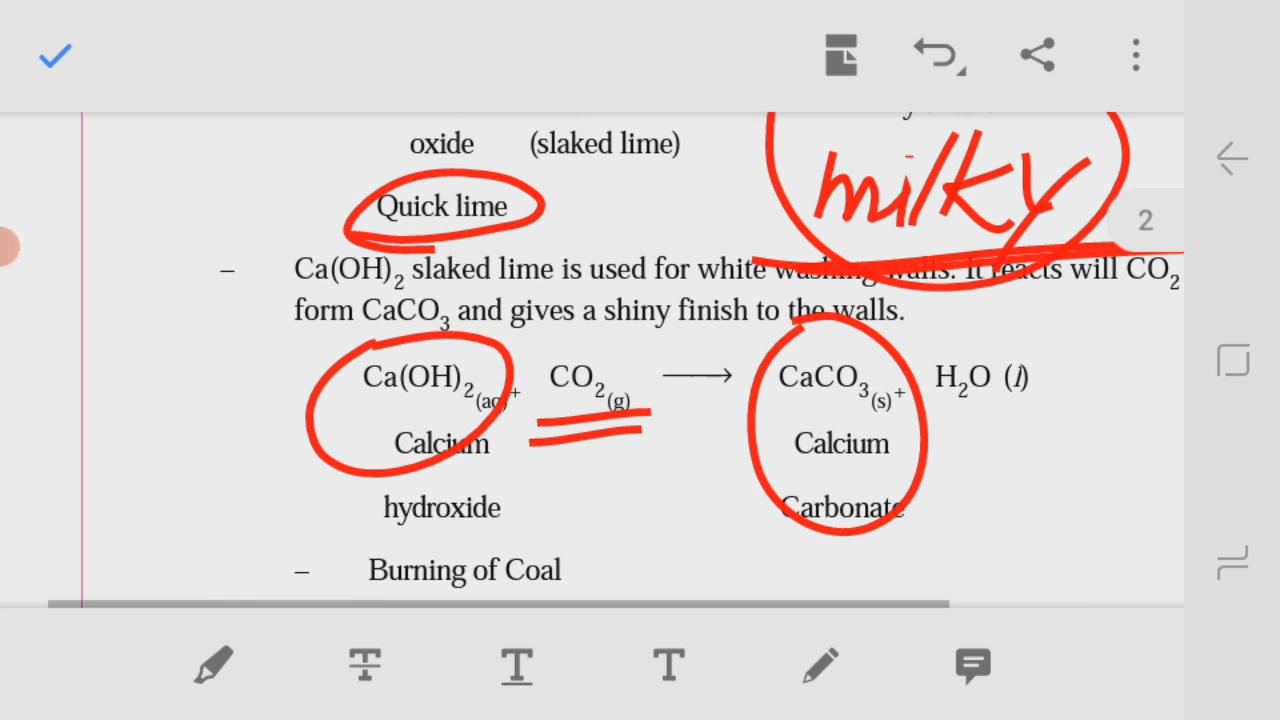 oxide (slaked lime)
milky
Quick lime
2
– Ca(OH)2 slaked lime is used for white washing walls. It reacts will CO2
form CaCO3 and gives a shiny finish to the walls.
Ca(OH)2(aq)+ CO2(g) ⟶ CaCO3(s)+ H2O (l)
Calcium Calcium
hydroxide Carbonate
– Burning of Coal